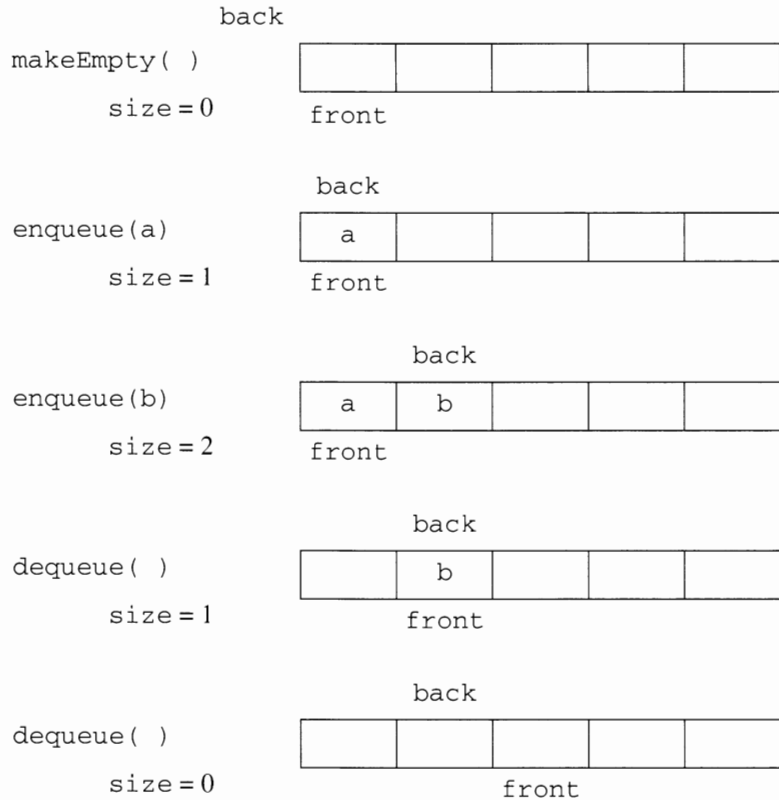 back
makeEmpty( )
size = 0
front
back
enqueue(a)
a
size = 1
front
back
enqueue(b)
a b
size = 2
front
back
dequeue( )
b
size = 1
front
back
dequeue( )
size = 0
front